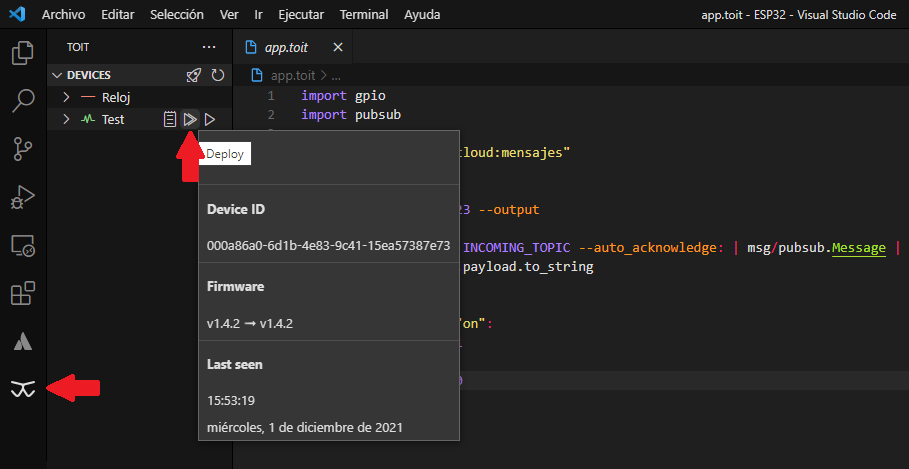 Archivo Editar Selección Ver Ir Ejecutar Terminal Ayuda app.toit - ESP32 - Visual Studio Code
TOIT
app.toit
DEVICES
app.toit > ...
Reloj
Test
Deploy
Device ID
000a86a0-6d1b-4e83-9c41-15ea57387e73
Firmware
v1.4.2 → v1.4.2
Last seen
15:53:19
miércoles, 1 de diciembre de 2021
1 import gpio
2 import pubsub
cloud:mensajes"
23 --output
INCOMING_TOPIC --auto_acknowledge: | msg/pubsub.Message |
payload.to_string
"on":